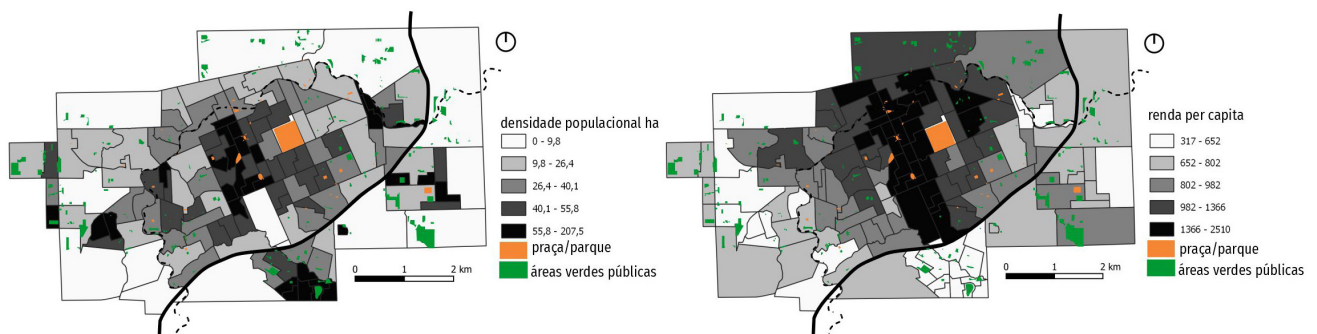 densidade populacional ha
0 - 9,8
9,8 - 26,4
26,4 - 40,1
40,1 - 55,8
55,8 - 207,5
praça/parque
áreas verdes públicas
0 1 2 km
renda per capita
317 - 652
652 - 802
802 - 982
982 - 1366
1366 - 2510
praça/parque
áreas verdes públicas
0 1 2 km